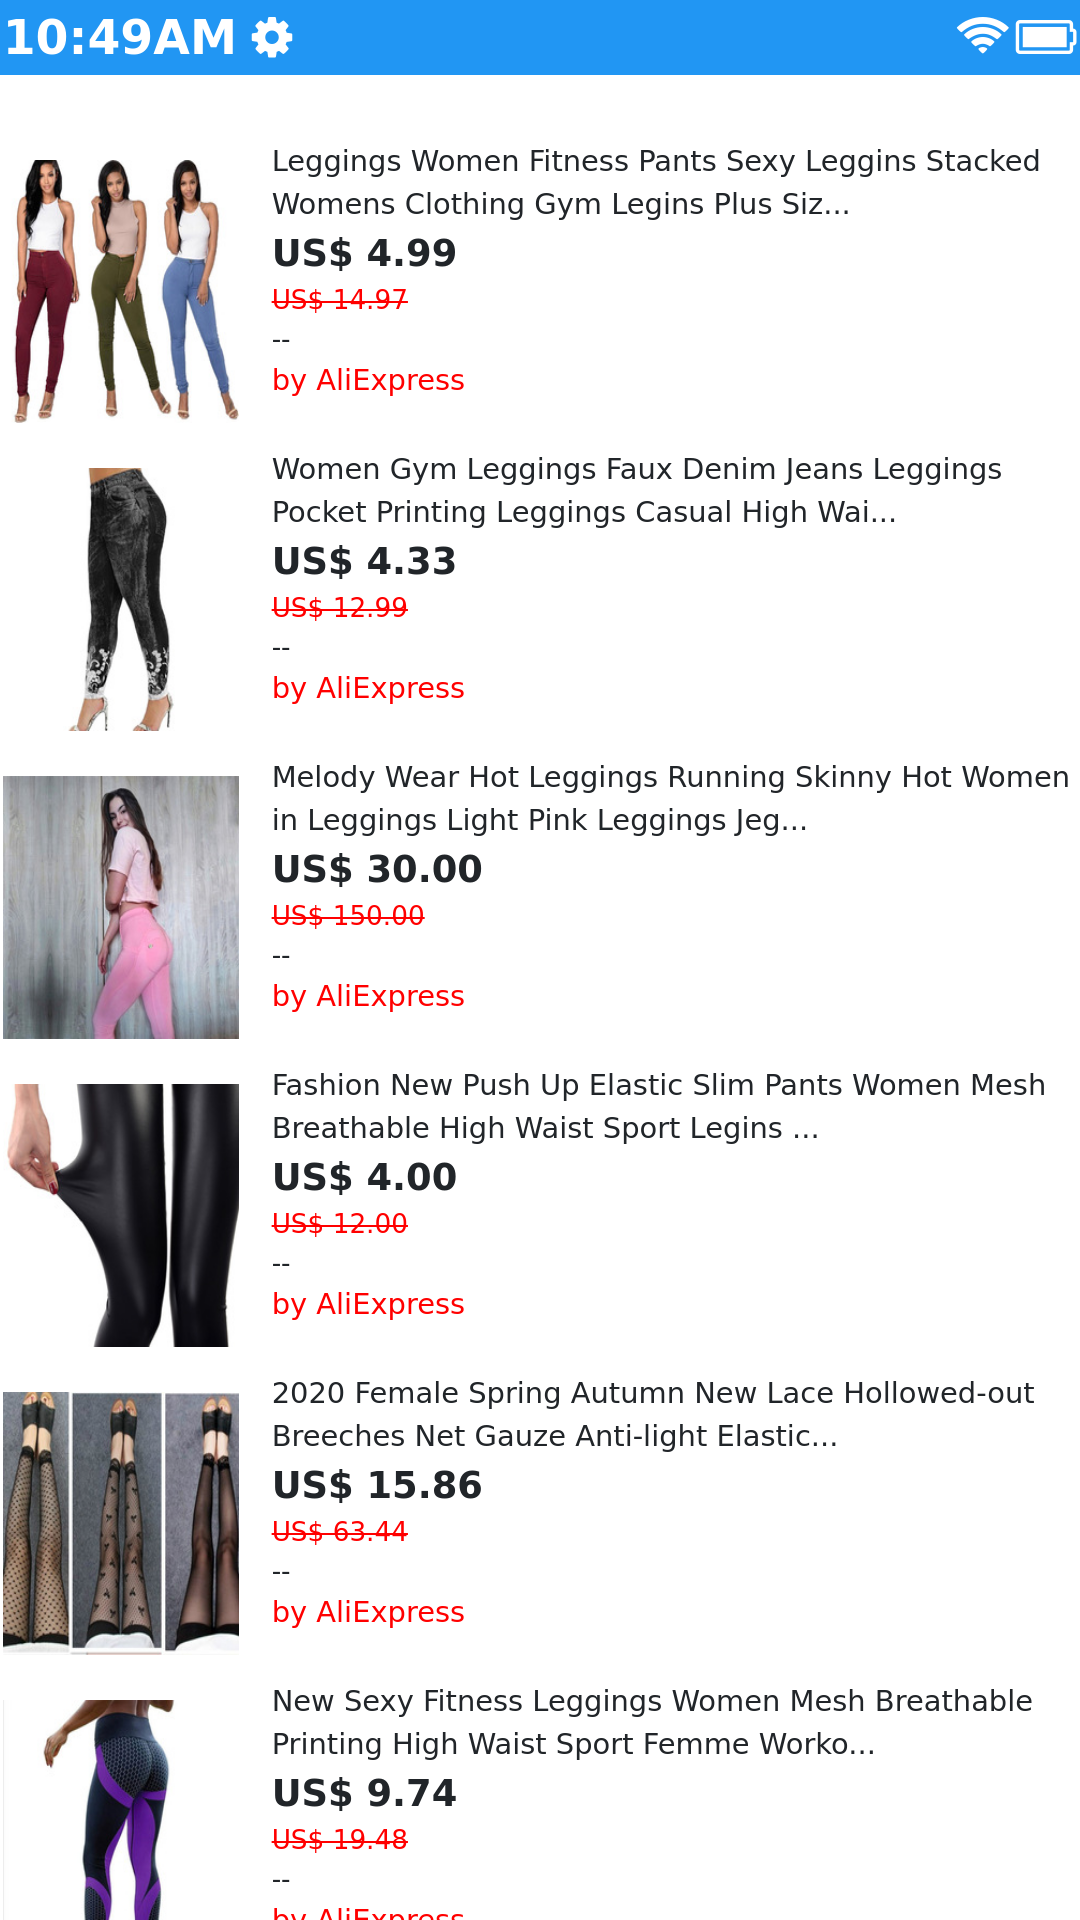 10:49AM
Leggings Women Fitness Pants Sexy Leggins Stacked
Womens Clothing Gym Legins Plus Siz...
US$ 4.99
US$ 14.97
--
by AliExpress
Women Gym Leggings Faux Denim Jeans Leggings
Pocket Printing Leggings Casual High Wai...
US$ 4.33
US$ 12.99
--
by AliExpress
Melody Wear Hot Leggings Running Skinny Hot Women
in Leggings Light Pink Leggings Jeg...
US$ 30.00
US$ 150.00
--
by AliExpress
Fashion New Push Up Elastic Slim Pants Women Mesh
Breathable High Waist Sport Legins ...
US$ 4.00
US$ 12.00
--
by AliExpress
2020 Female Spring Autumn New Lace Hollowed-out
Breeches Net Gauze Anti-light Elastic...
US$ 15.86
US$ 63.44
--
by AliExpress
New Sexy Fitness Leggings Women Mesh Breathable
Printing High Waist Sport Femme Worko...
US$ 9.74
US$ 19.48
--
by AliExpress